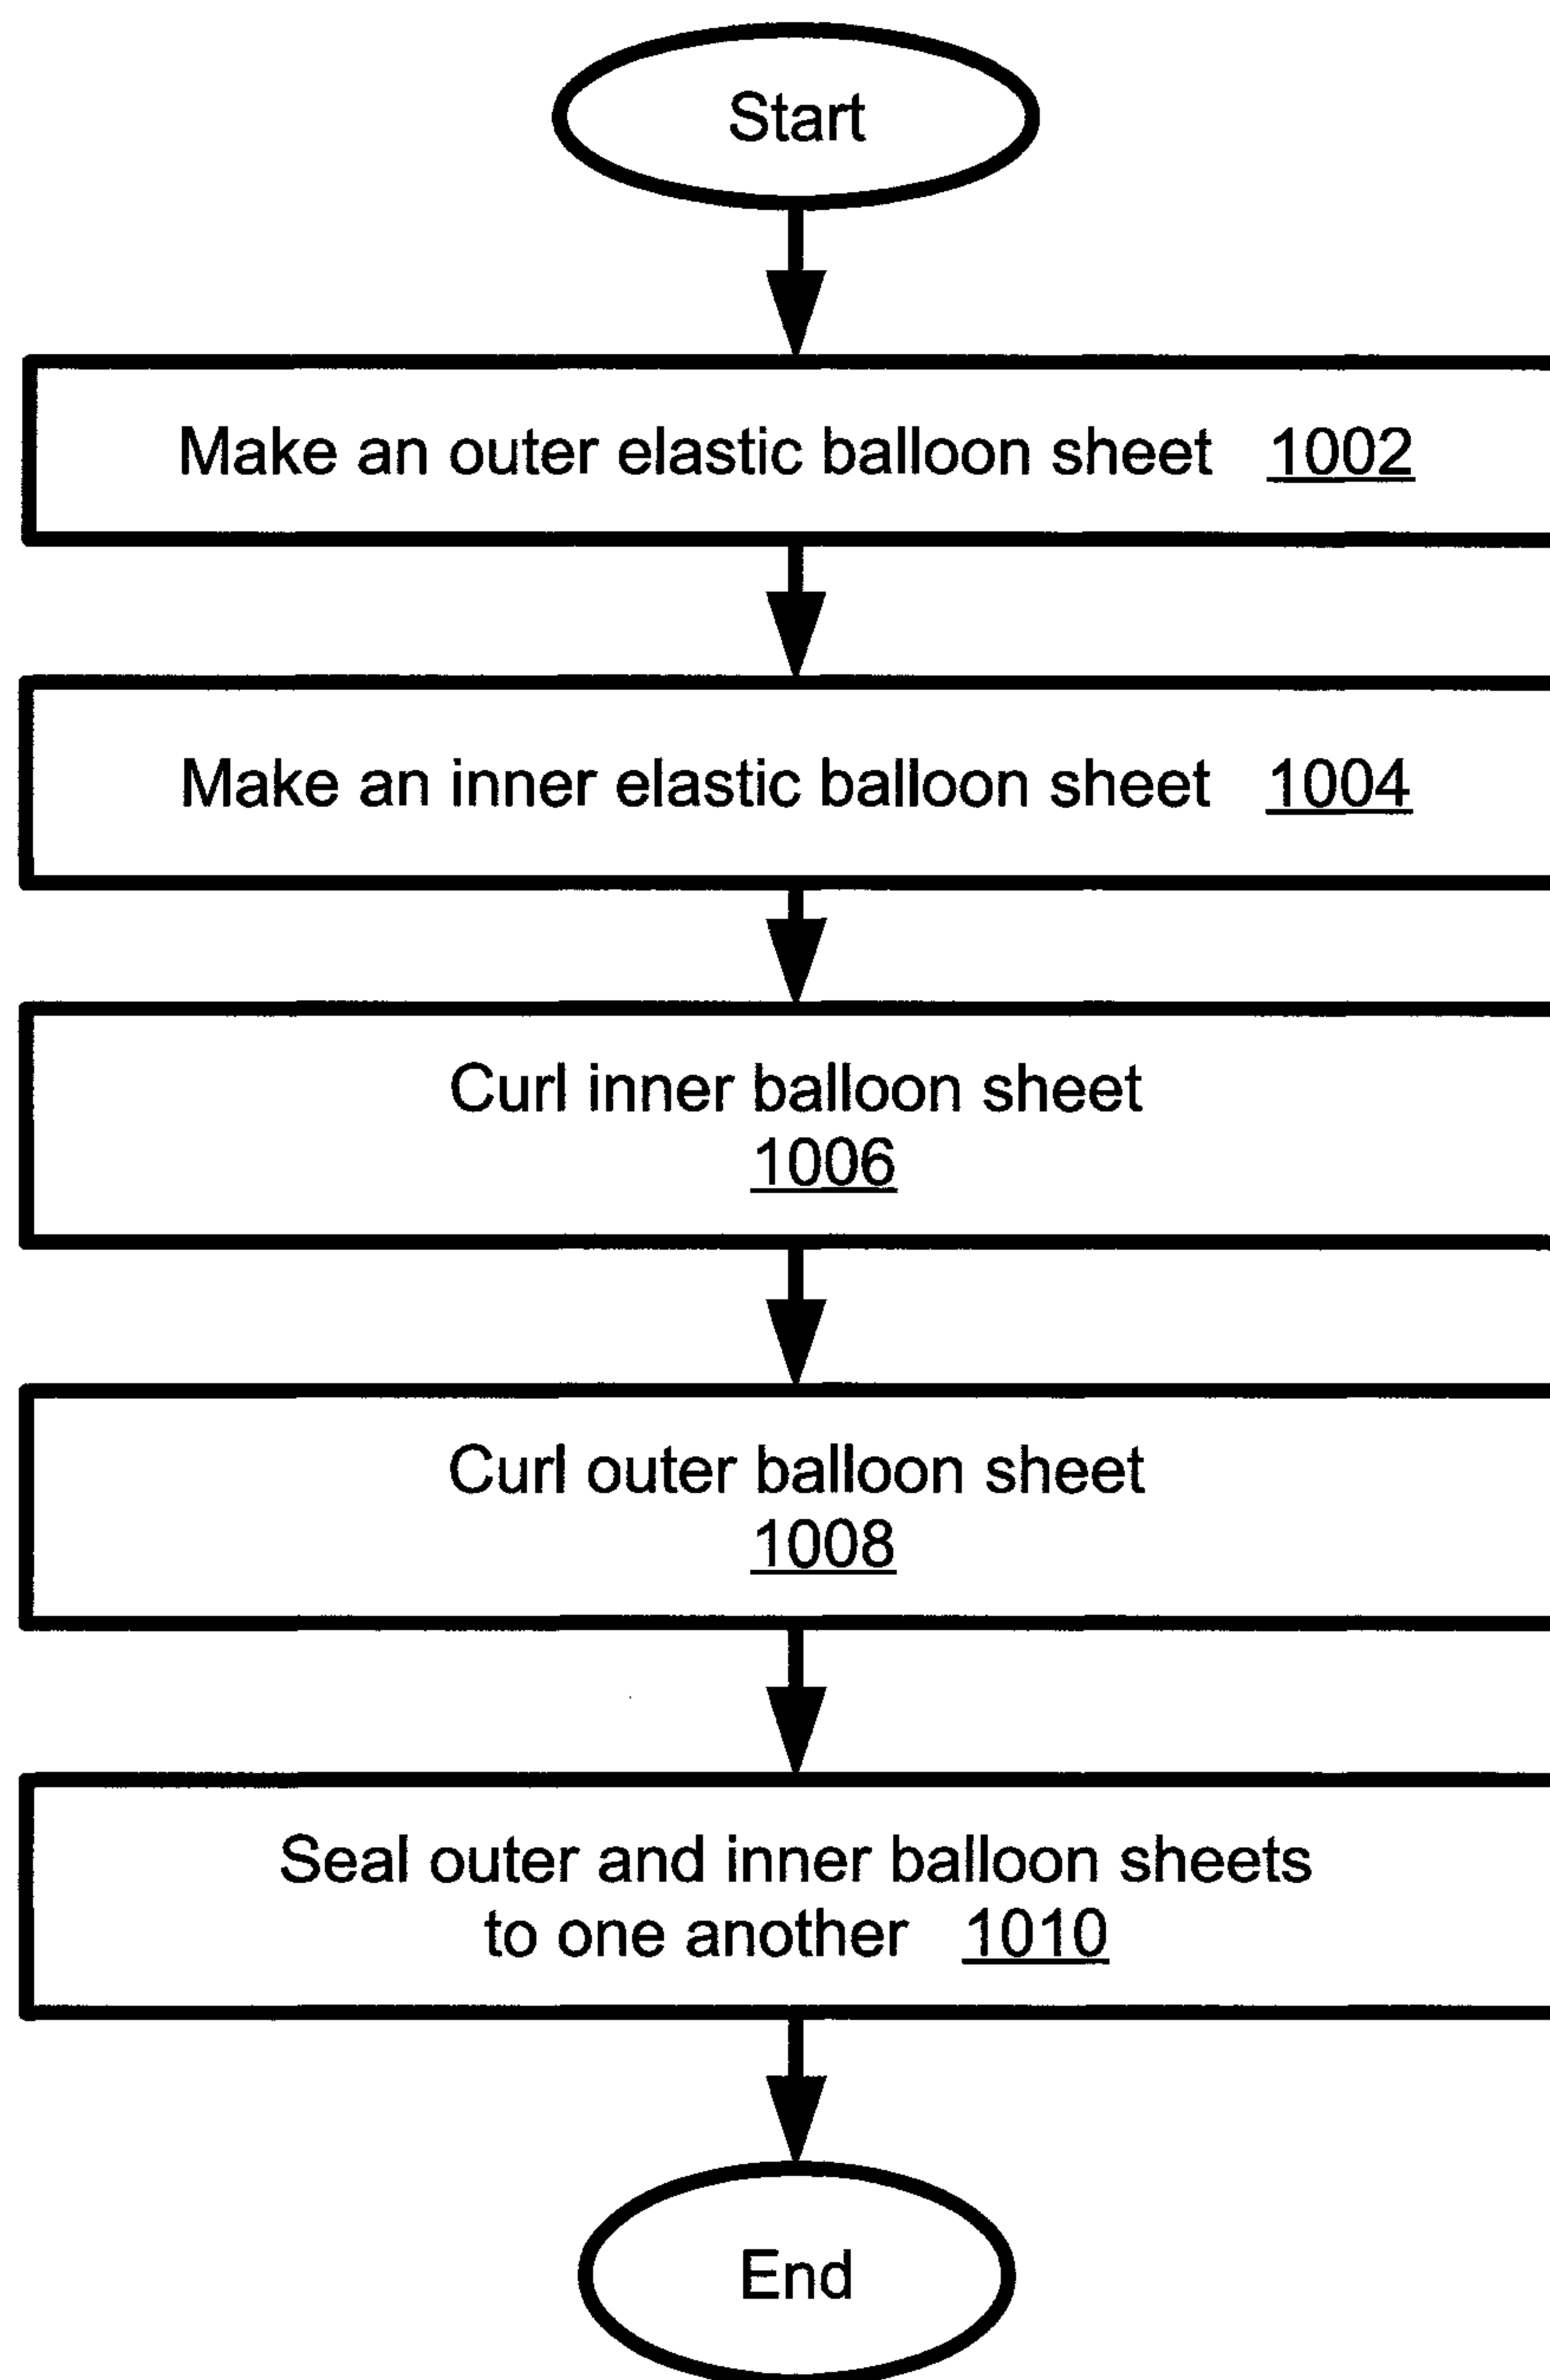 Start
Make an outer elastic balloon sheet 1002
Make an inner elastic balloon sheet 1004
Curl inner balloon sheet
1006
Curl outer balloon sheet
1008
Seal outer and inner balloon sheets
to one another 1010
End